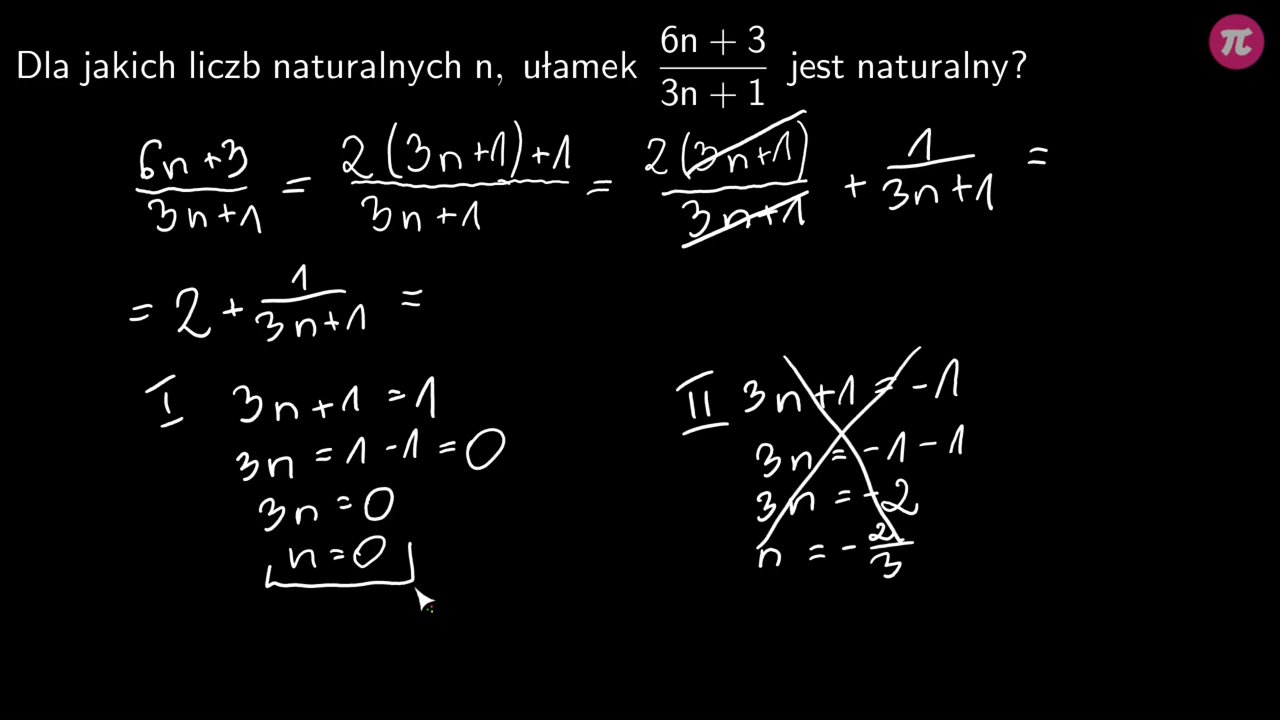 Dla jakich liczb naturalnych n, ułamek (6n + 3)/(3n + 1) jest naturalny?
π
(6n+3)/(3n+1) = (2(3n+1)+1)/(3n+1) = 2(3n+1)/(3n+1) + 1/(3n+1) =
= 2 + 1/(3n+1) =
I 3n+1 = 1
3n = 1 - 1 = 0
3n = 0
n = 0
II 3n+1 = -1
3n = -1 - 1
3n = -2
n = -2/3